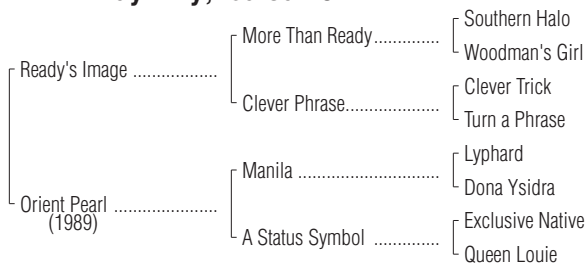 Southern Halo
More Than Ready
Woodman's Girl
Ready's Image
Clever Trick
Clever Phrase
Turn a Phrase
Lyphard
Manila
Dona Ysidra
Orient Pearl
(1989)
Exclusive Native
A Status Symbol
Queen Louie